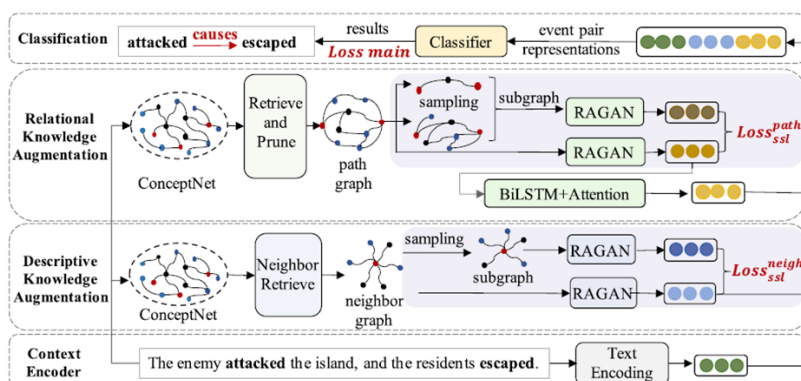 Classification
attacked causes escaped
results
Loss main
Classifier
event pair
representations
Relational
Knowledge
Augmentation
ConceptNet
Retrieve
and
Prune
path
graph
sampling
subgraph
RAGAN
RAGAN
Loss path ssl
BiLSTM+Attention
Descriptive
Knowledge
Augmentation
ConceptNet
Neighbor
Retrieve
neighbor
graph
sampling
subgraph
RAGAN
RAGAN
Loss neigh ssl
Context
Encoder
The enemy attacked the island, and the residents escaped.
Text
Encoding